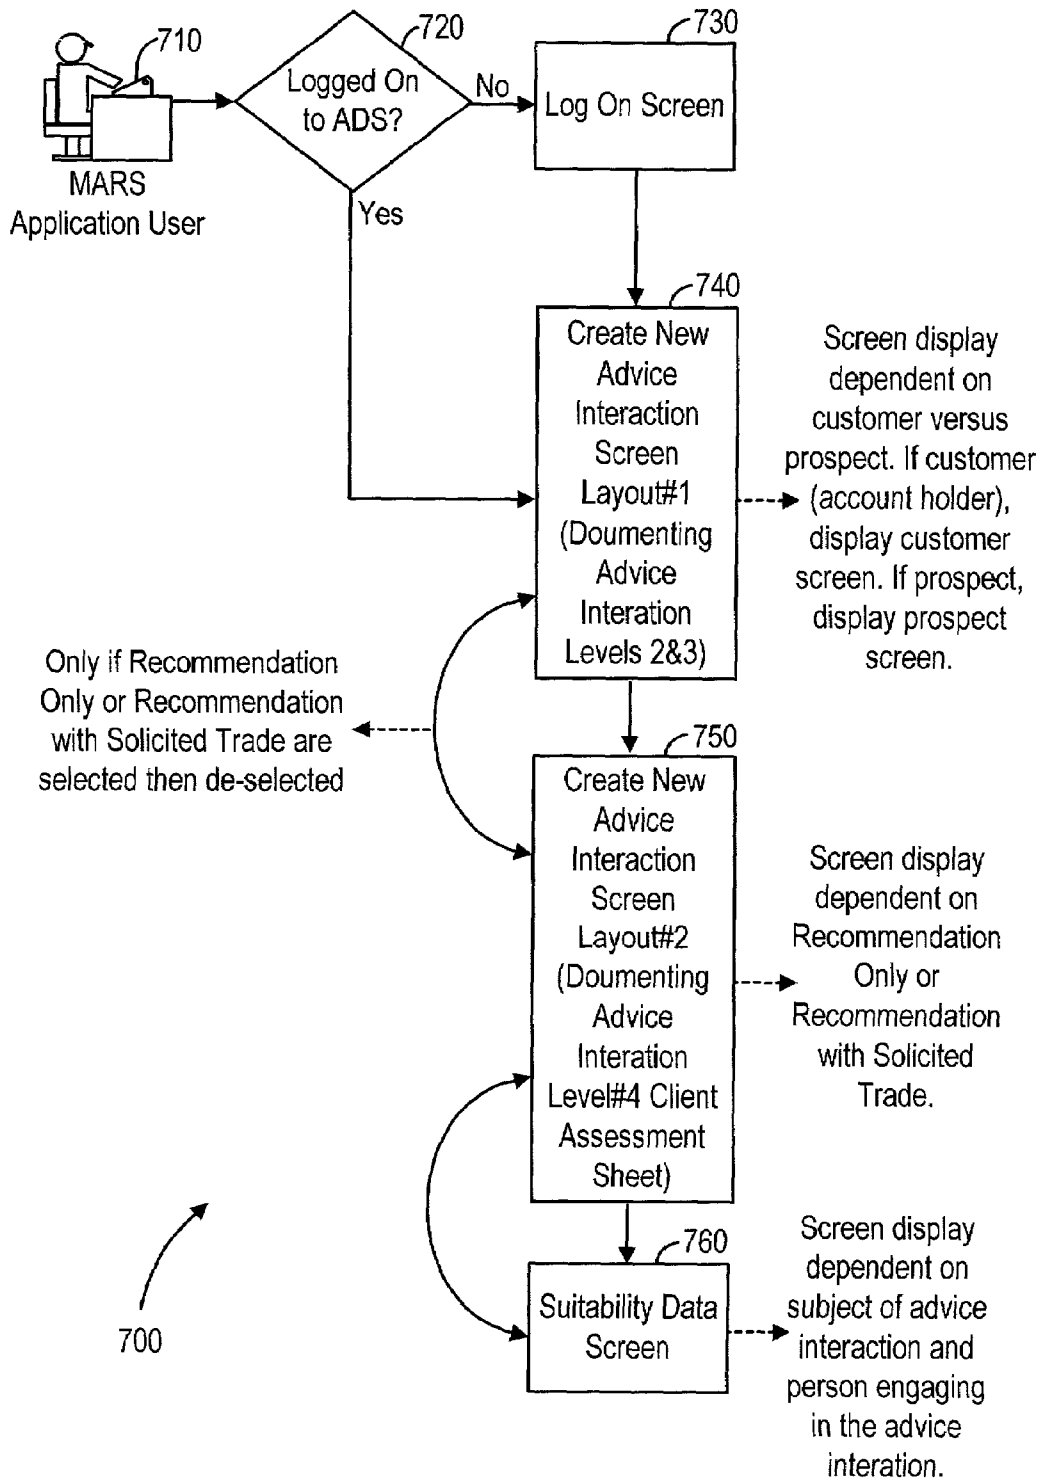 710
MARS
Application User
720
Logged On
to ADS?
No
Yes
730
Log On Screen
740
Create New
Advice
Interaction
Screen
Layout#1
(Doumenting
Advice
Interation
Levels 2&3)
Screen display
dependent on
customer versus
prospect. If customer
(account holder),
display customer
screen. If prospect,
display prospect
screen.
Only if Recommendation
Only or Recommendation
with Solicited Trade are
selected then de-selected
750
Create New
Advice
Interaction
Screen
Layout#2
(Doumenting
Advice
Interation
Level#4 Client
Assessment
Sheet)
Screen display
dependent on
Recommendation
Only or
Recommendation
with Solicited
Trade.
760
Suitability Data
Screen
Screen display
dependent on
subject of advice
interaction and
person engaging
in the advice
interation.
700